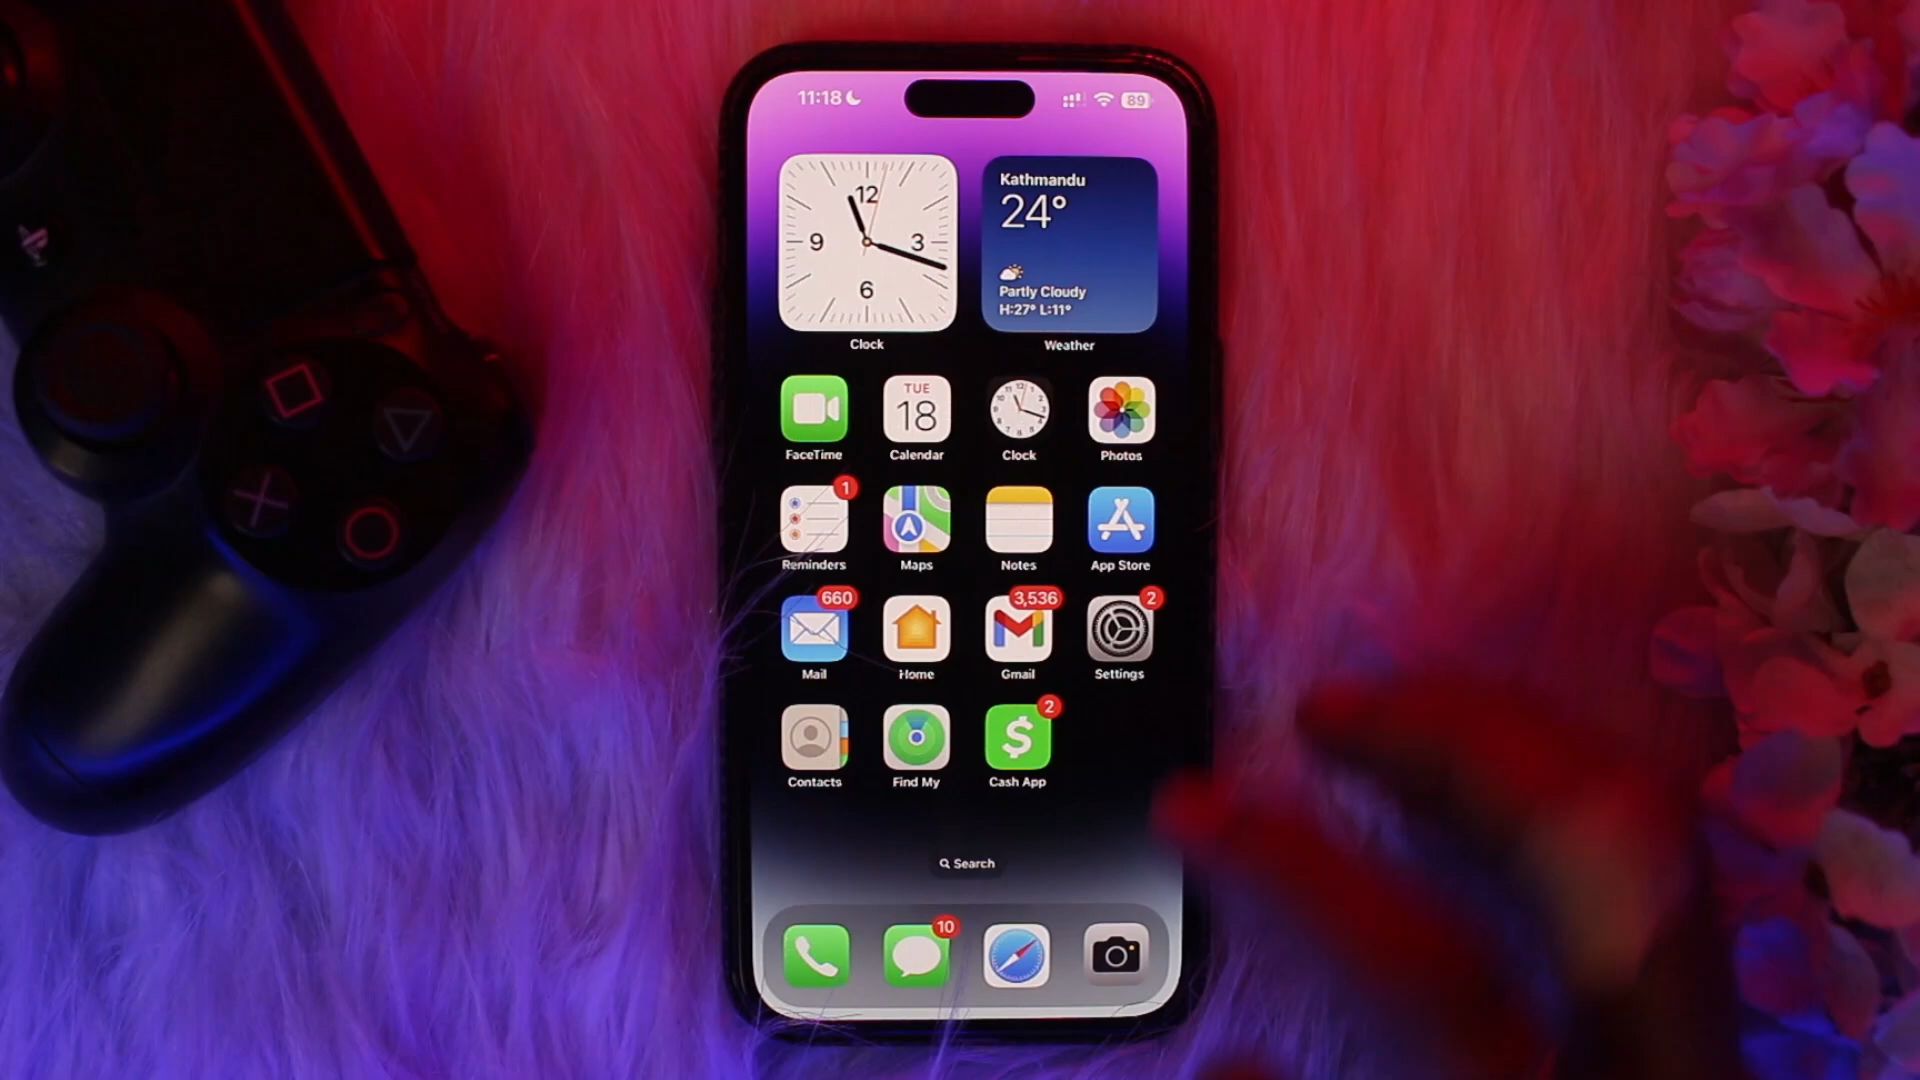 11:18
89
12
9
3
6
Clock
Kathmandu
24°
Partly Cloudy
H:27° L:11°
Weather
FaceTime
TUE
18
Calendar
Clock
Photos
1
Reminders
Maps
Notes
App Store
660
Mail
Home
3,536
Gmail
2
Settings
Contacts
Find My
$
2
Cash App
Search
10